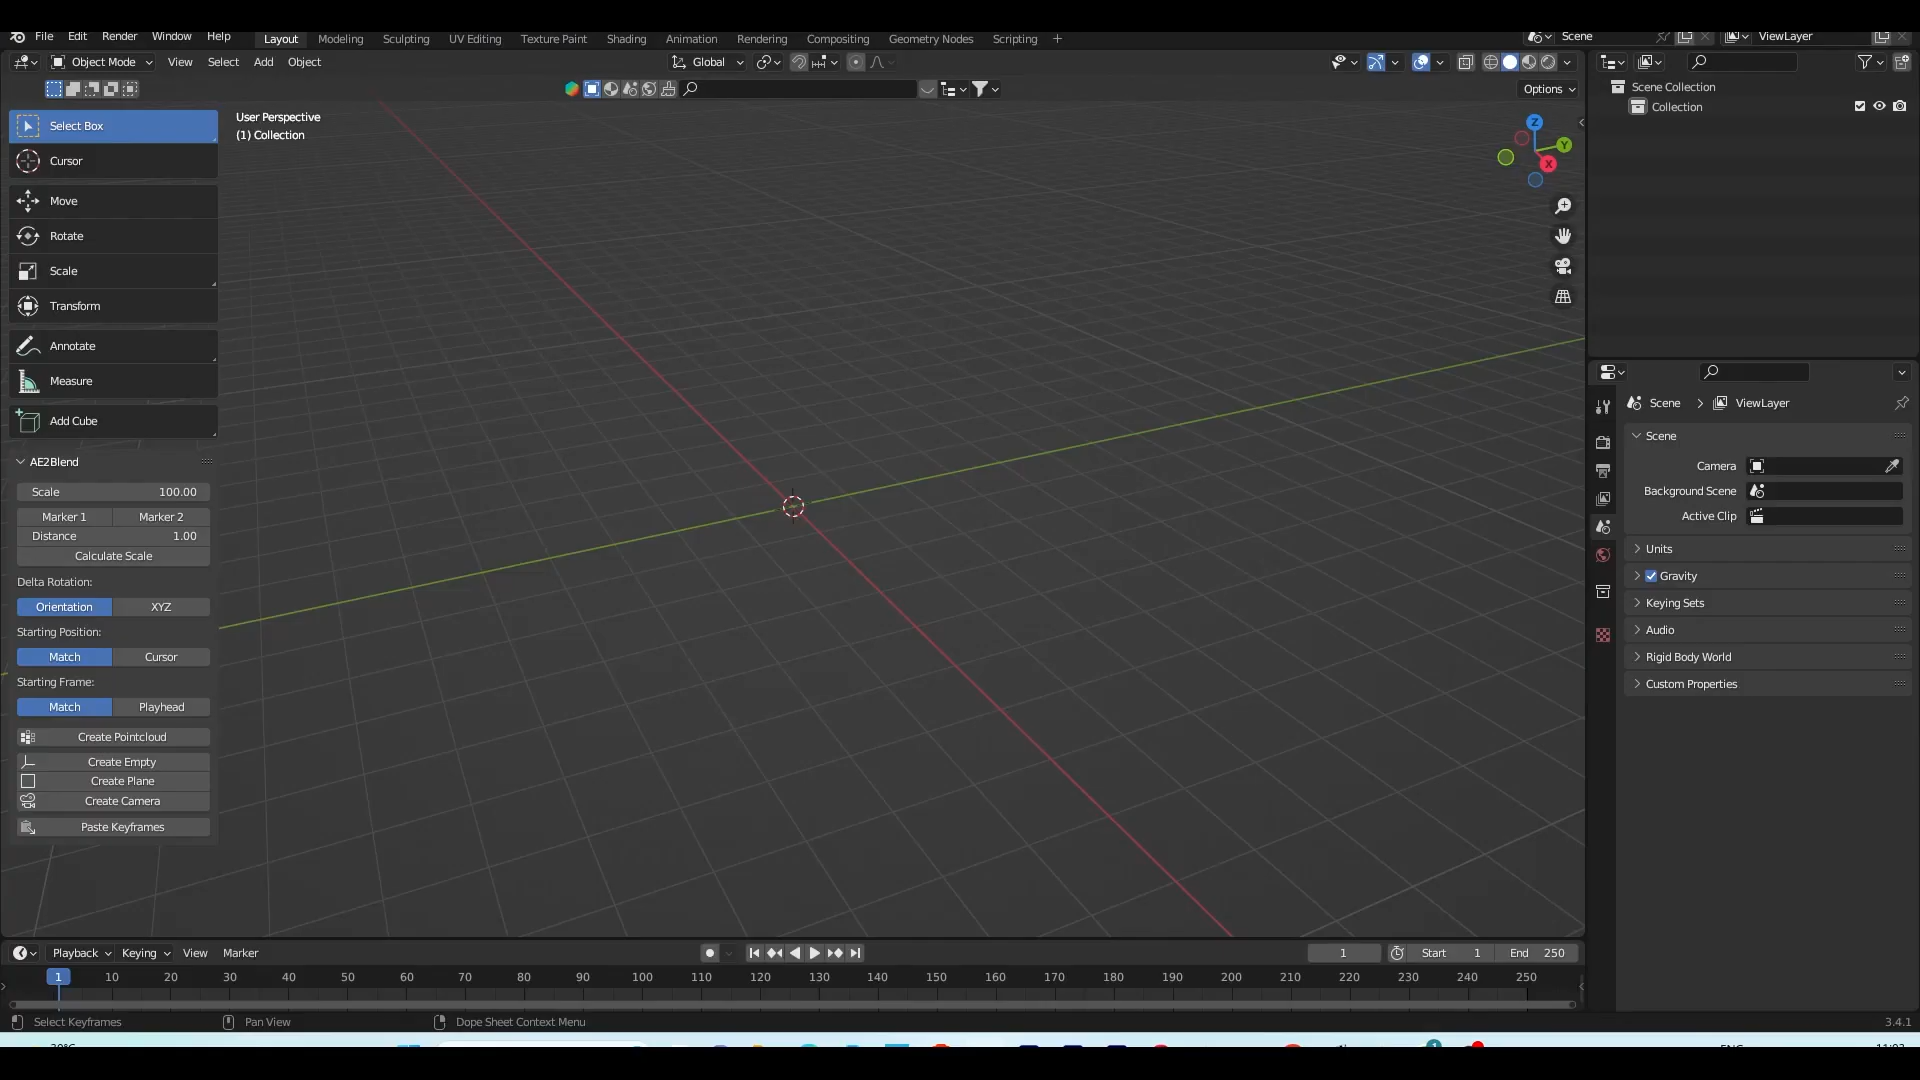 File Edit Render Window Help Layout Modeling Sculpting UV Editing Texture Paint Shading Animation Rendering Geometry Nodes Scripting + Scene ViewLayer
Object Mode View Select Add Object Global
Options
Scene Collection
Collection
User Perspective
(1) Collection
Z
Y
X
Select Box
Cursor
Move
Rotate
Scale
Transform
Annotate
Measure
Add Cube
AE2Blend
Scale 100.00
Marker 1 Marker 2
Distance 1.00
Calculate Scale
Delta Rotation:
Orientation XYZ
Starting Position:
Match Cursor
Starting Frame:
Match Playhead
Create Pointcloud
Create Empty
Create Plane
Create Camera
Paste Keyframes
Scene > ViewLayer
Scene
Camera
Background Scene
Active Clip
Units
Gravity
Keying Sets
Audio
Rigid Body World
Custom Properties
Playback Keying View Marker 1 Start 1 End 250
1 10 20 30 40 50 60 70 80 90 100 110 120 130 140 150 160 170 180 190 200 210 220 230 240 250
Select Keyframes Pan View Dope Sheet Context Menu 3.4.1